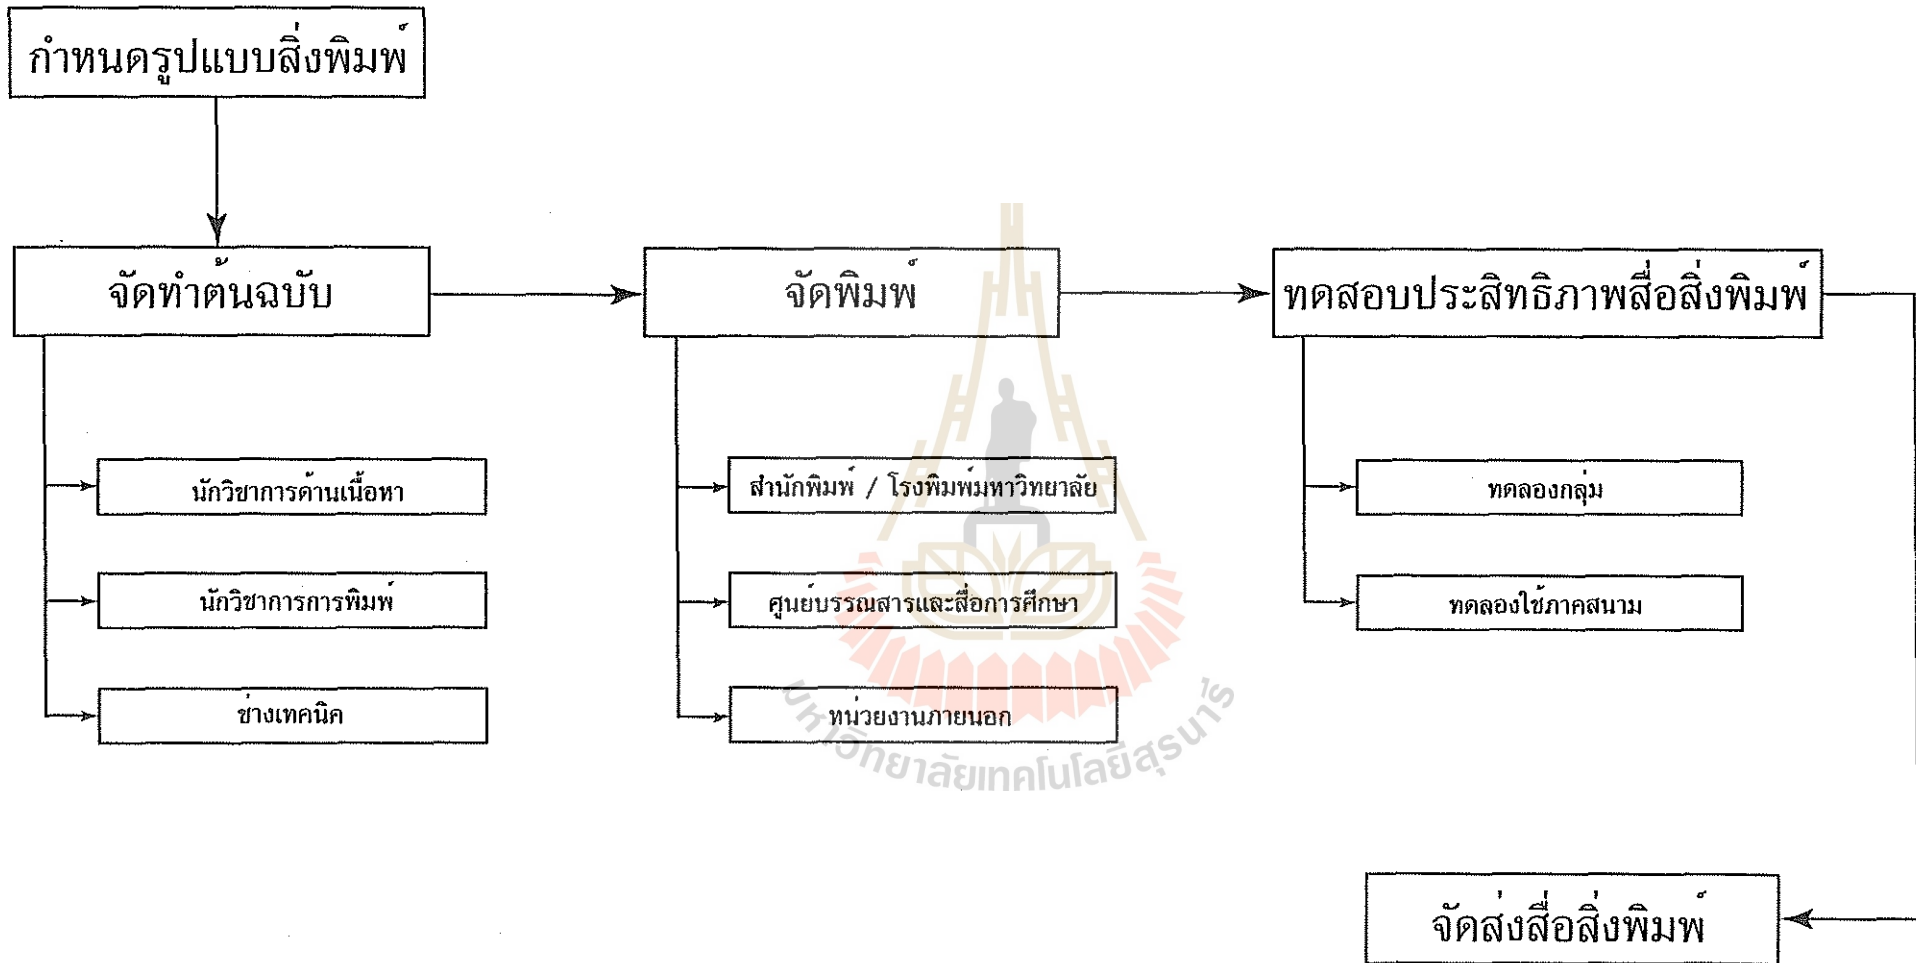 กำหนดรูปแบบสิ่งพิมพ์
จัดทำต้นฉบับ
จัดพิมพ์
ทดสอบประสิทธิภาพสื่อสิ่งพิมพ์
นักวิชาการด้านเนื้อหา
สำนักพิมพ์ / โรงพิมพ์มหาวิทยาลัย
ทดลองกลุ่ม
นักวิชาการการพิมพ์
ศูนย์บรรณสารและสื่อการศึกษา
ทดลองใช้ภาคสนาม
ช่างเทคนิค
หน่วยงานภายนอก
มหาวิทยาลัยเทคโนโลยีสุรนารี
จัดส่งสื่อสิ่งพิมพ์